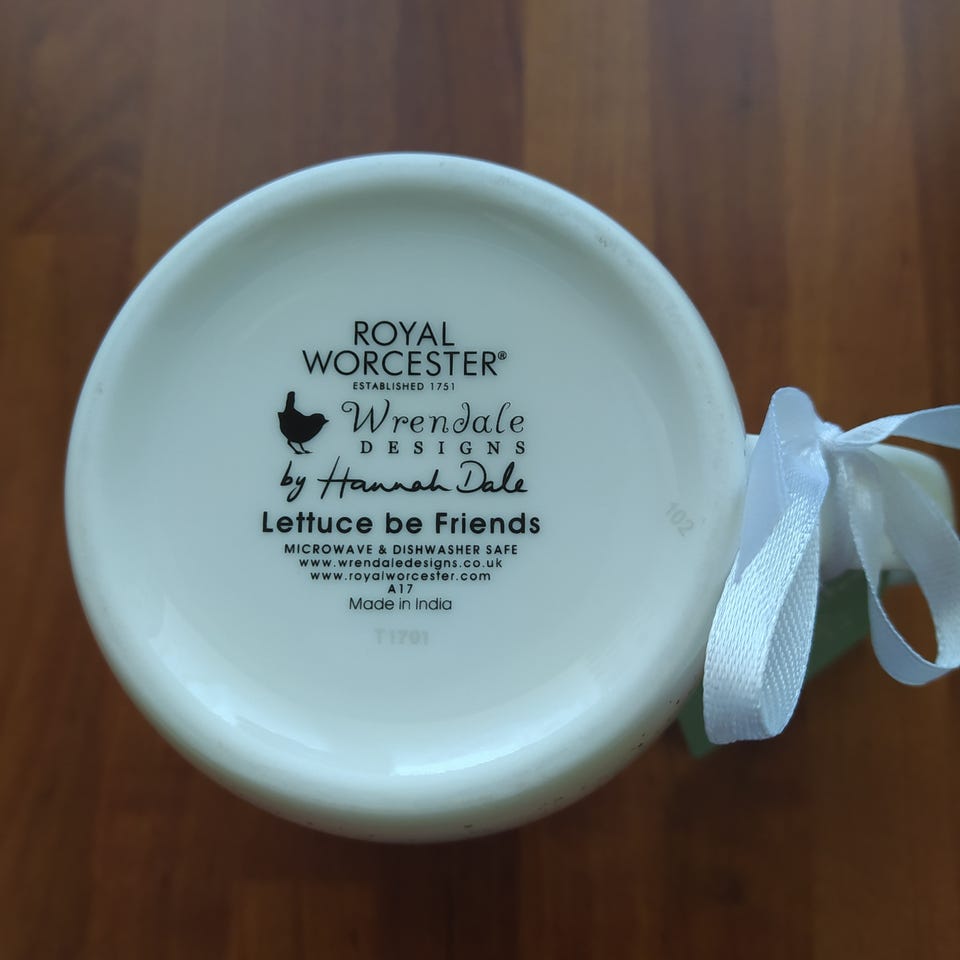 ROYAL
WORCESTER®
ESTABLISHED 1751
Wrendale
DESIGNS
by Hannah Dale
Lettuce be Friends
MICROWAVE & DISHWASHER SAFE
www.wrendaledesigns.co.uk
www.royalworcester.com
A17
Made in India
T1701
102